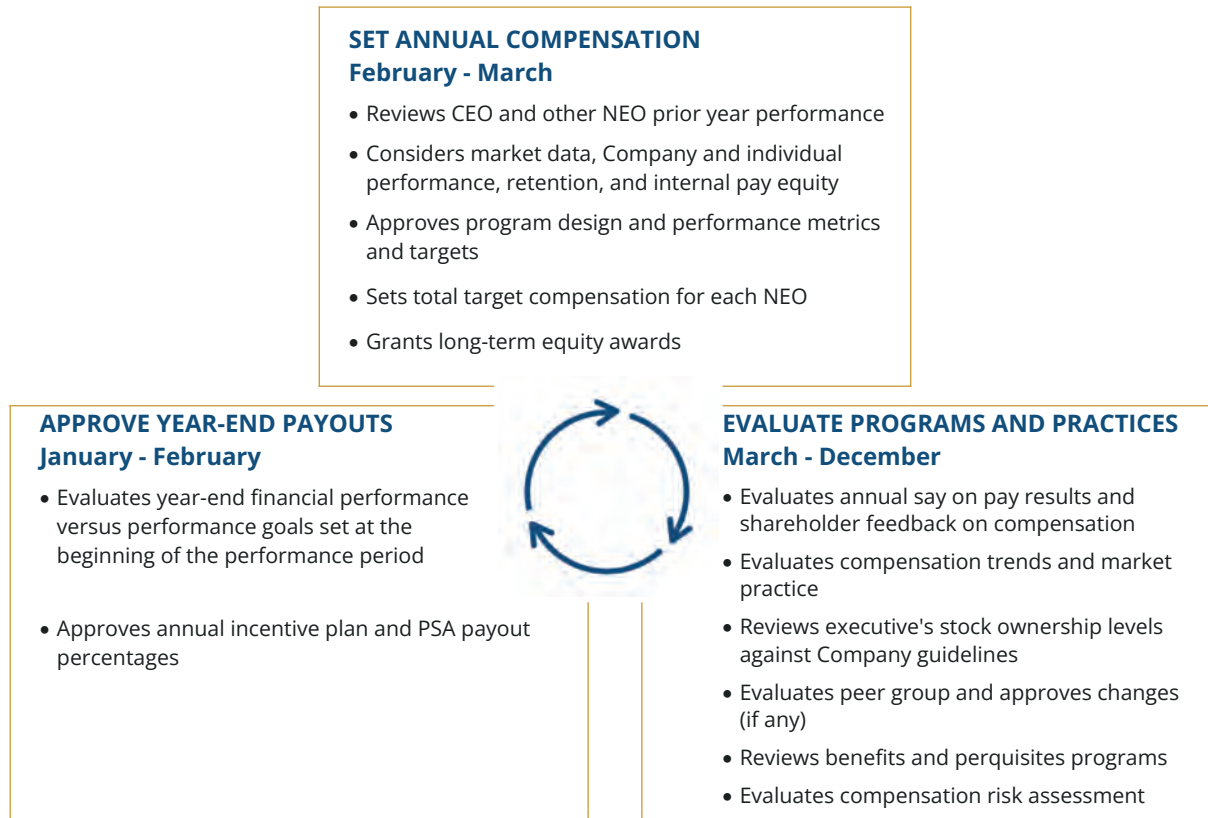 SET ANNUAL COMPENSATION
February - March
• Reviews CEO and other NEO prior year performance
• Considers market data, Company and individual
performance, retention, and internal pay equity
• Approves program design and performance metrics
and targets
• Sets total target compensation for each NEO
• Grants long-term equity awards
APPROVE YEAR-END PAYOUTS
January - February
• Evaluates year-end financial performance
versus performance goals set at the
beginning of the performance period
• Approves annual incentive plan and PSA payout
percentages
EVALUATE PROGRAMS AND PRACTICES
March - December
• Evaluates annual say on pay results and
shareholder feedback on compensation
• Evaluates compensation trends and market
practice
• Reviews executive's stock ownership levels
against Company guidelines
• Evaluates peer group and approves changes
(if any)
• Reviews benefits and perquisites programs
• Evaluates compensation risk assessment